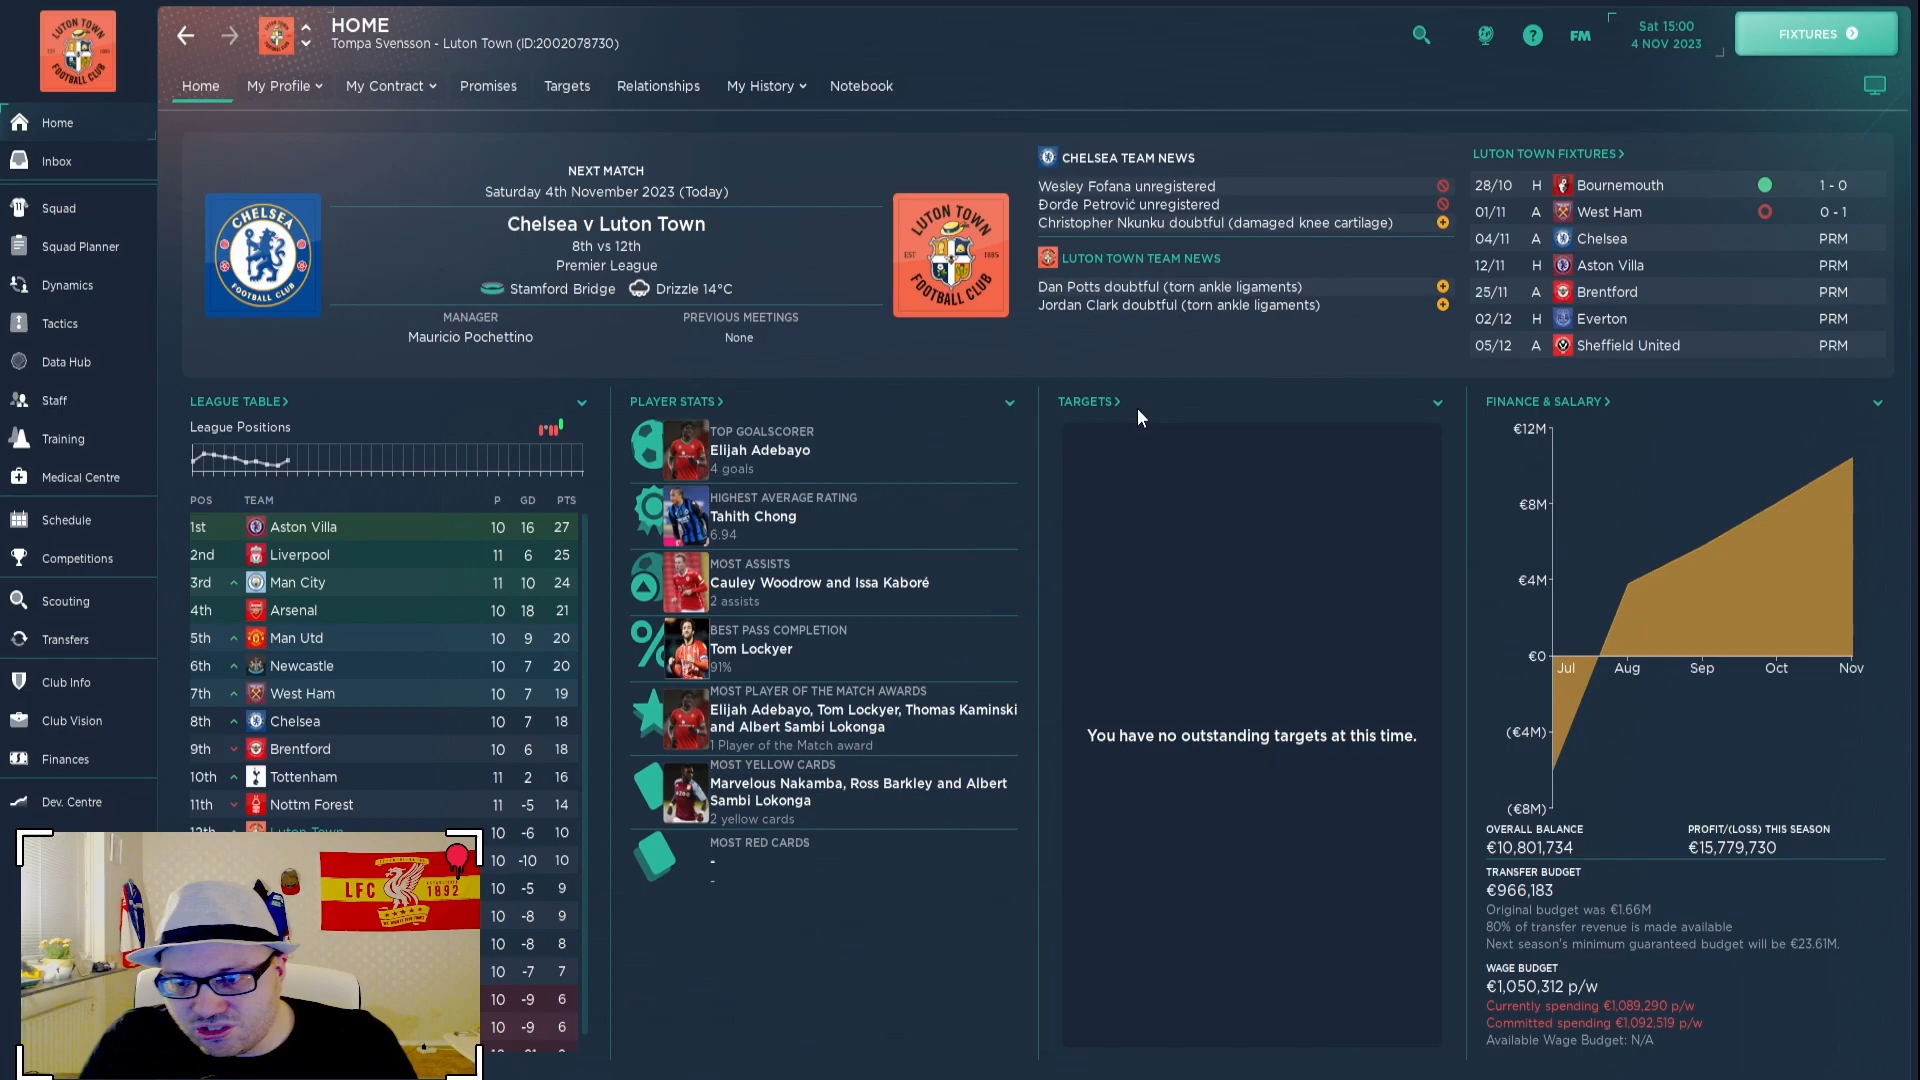 HOME
Tompa Svensson - Luton Town (ID:2002078730)
FM
Sat 15:00
4 NOV 2023
FIXTURES
Home
My Profile
My Contract
Promises
Targets
Relationships
My History
Notebook
Home
Inbox
Squad
Squad Planner
Dynamics
Tactics
Data Hub
Staff
Training
Medical Centre
Schedule
Competitions
Scouting
Transfers
Club Info
Club Vision
Finances
Dev. Centre
CHELSEA
FOOTBALL CLUB
NEXT MATCH
Saturday 4th November 2023 (Today)
Chelsea v Luton Town
8th vs 12th
Premier League
Stamford Bridge Drizzle 14°C
MANAGER
Mauricio Pochettino
PREVIOUS MEETINGS
None
LUTON TOWN
EST 1885
FOOTBALL CLUB
CHELSEA TEAM NEWS
Wesley Fofana unregistered
Đorđe Petrović unregistered
Christopher Nkunku doubtful (damaged knee cartilage)
LUTON TOWN TEAM NEWS
Dan Potts doubtful (torn ankle ligaments)
Jordan Clark doubtful (torn ankle ligaments)
LUTON TOWN FIXTURES
28/10 H Bournemouth 1 - 0
01/11 A West Ham 0 - 1
04/11 A Chelsea PRM
12/11 H Aston Villa PRM
25/11 A Brentford PRM
02/12 H Everton PRM
05/12 A Sheffield United PRM
LEAGUE TABLE
League Positions
POS TEAM P GD PTS
1st Aston Villa 10 16 27
2nd Liverpool 11 6 25
3rd Man City 11 10 24
4th Arsenal 10 18 21
5th Man Utd 10 9 20
6th Newcastle 10 7 20
7th West Ham 10 7 19
8th Chelsea 10 7 18
9th Brentford 10 6 18
10th Tottenham 11 2 16
11th Nottm Forest 11 -5 14
12th Luton Town 10 -6 10
10 -10 10
10 -5 9
10 -8 9
10 -8 8
10 -7 7
10 -9 6
10 -9 6
LFC
1892
PLAYER STATS
TOP GOALSCORER
Elijah Adebayo
4 goals
HIGHEST AVERAGE RATING
Tahith Chong
6.94
MOST ASSISTS
Cauley Woodrow and Issa Kaboré
2 assists
BEST PASS COMPLETION
Tom Lockyer
91%
MOST PLAYER OF THE MATCH AWARDS
Elijah Adebayo, Tom Lockyer, Thomas Kaminski
and Albert Sambi Lokonga
1 Player of the Match award
MOST YELLOW CARDS
Marvelous Nakamba, Ross Barkley and Albert
Sambi Lokonga
2 yellow cards
MOST RED CARDS
-
-
TARGETS
You have no outstanding targets at this time.
FINANCE & SALARY
€12M
€8M
€4M
€0
(€4M)
(€8M)
Jul Aug Sep Oct Nov
OVERALL BALANCE
€10,801,734
PROFIT/(LOSS) THIS SEASON
€15,779,730
TRANSFER BUDGET
€966,183
Original budget was €1.66M
80% of transfer revenue is made available
Next season's minimum guaranteed budget will be €23.61M.
WAGE BUDGET
€1,050,312 p/w
Currently spending €1,089,290 p/w
Committed spending €1,092,519 p/w
Available Wage Budget: N/A